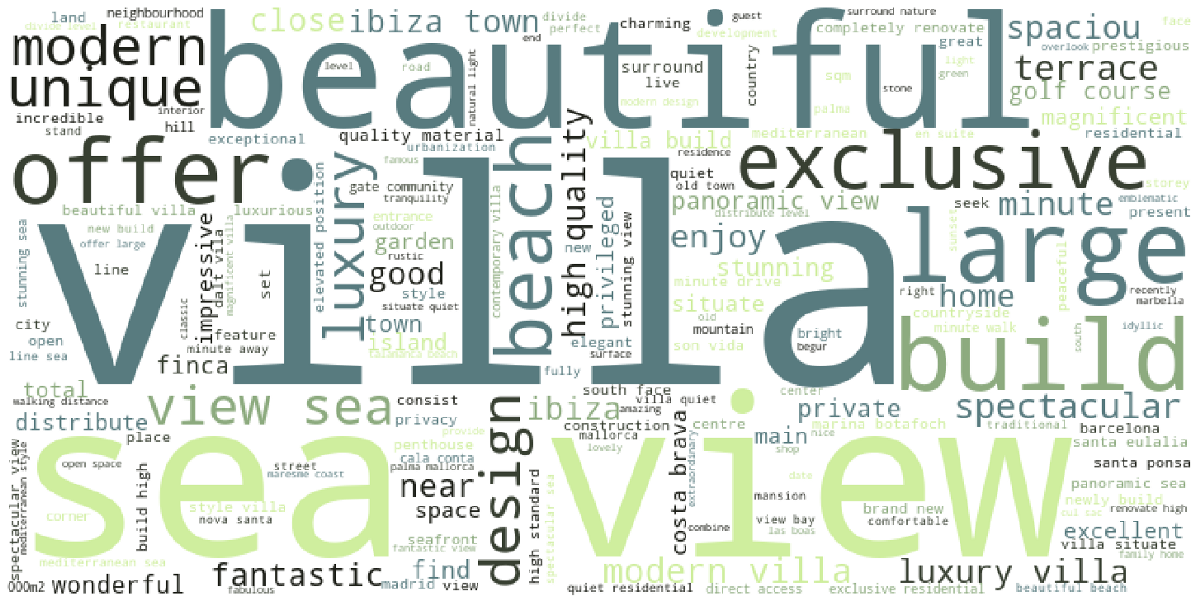 villa
beautiful
sea view
offer
exclusive
large
build
modern
unique
luxury
beach
view sea
design
close
ibiza town
spaciou
terrace
golf course
magnificent
prestigious
residential
neighbourhood
land
divide level
restaurant
incredible
interior
stand
hill
exceptional
level
road
end
natural light
divide
perfect
charming
surround
live
modern design
guest
development
country
surround nature
completely renovate
great
sqm
light
green
palma
stone
overlook
face
quality material
urbanization
villa build
mediterranean
en suite
residence
quiet
old town
storey
famous
gate community
tranquility
elevated position
high quality
panoramic view
distribute level
seek
minute
emblematic
present
beautiful villa
luxurious
new build
offer large
stunning sea
line
impressive
dalt vila
magnificent villa
set
entrance
outdoor
garden
rustic
good
style
situate quiet
contemporary villa
new
privileged
stunning view
enjoy
stunning
minute drive
situate
sunset
peaceful
right
home
recently
marbella
countryside
minute walk
south
idyllic
city
open
line sea
classic
feature
minute away
finca
town
island
talamanca beach
elegant
surface
old
mountain
son vida
bright
begur
fully
total
walking distance
distribute
consist
privacy
south face
villa quiet
ibiza
amazing
construction
mallorca
lovely
center
centre
private
marina botafoch
spectacular
traditional
barcelona
santa eulalia
place
penthouse
provide
cala conta
palma mallorca
costa brava
main
nice
shop
extraordinary
spectacular view
mediterranean style
open space
build high
street
maresme coast
near
space
santa ponsa
panoramic sea
date
mansion
newly build
renovate high
cul sac
brand new
comfortable
corner
style villa
nova santa
seafront
fantastic view
high standard
spectacular sea
combine
view bay
las boas
excellent
villa situate
family home
mediterranean sea
000m2
wonderful
fantastic
fabulous
madrid
view
find
modern villa
quiet residential
direct access
exclusive residential
luxury villa
beautiful beach